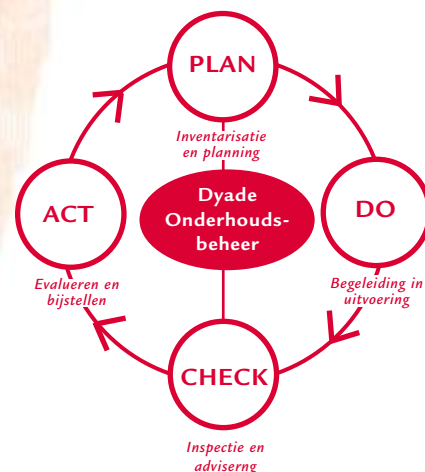 PLAN
Inventarisatie
en planning
Dyade
Onderhouds-
beheer
ACT
Evalueren en
bijstellen
DO
Begeleiding in
uitvoering
CHECK
Inspectie en
adviserng